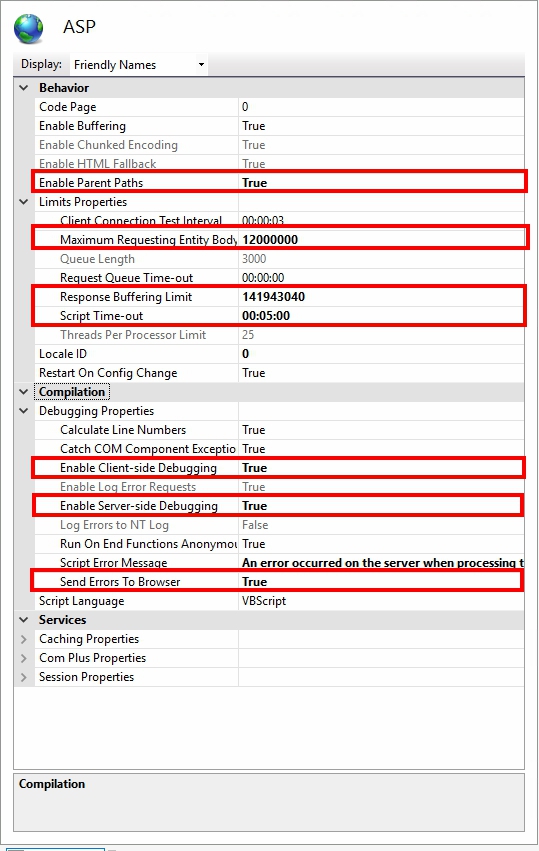 ASP
Display: Friendly Names
Behavior
Code Page 0
Enable Buffering True
Enable Chunked Encoding True
Enable HTML Fallback True
Enable Parent Paths True
Limits Properties
Client Connection Test Interval 00:00:03
Maximum Requesting Entity Body 12000000
Queue Length 3000
Request Queue Time-out 00:00:00
Response Buffering Limit 141943040
Script Time-out 00:05:00
Threads Per Processor Limit 25
Locale ID 0
Restart On Config Change True
Compilation
Debugging Properties
Calculate Line Numbers True
Catch COM Component Exceptio True
Enable Client-side Debugging True
Enable Log Error Requests True
Enable Server-side Debugging True
Log Errors to NT Log False
Run On End Functions Anonymou True
Script Error Message An error occurred on the server when processing t
Send Errors To Browser True
Script Language VBScript
Services
Caching Properties
Com Plus Properties
Session Properties
Compilation